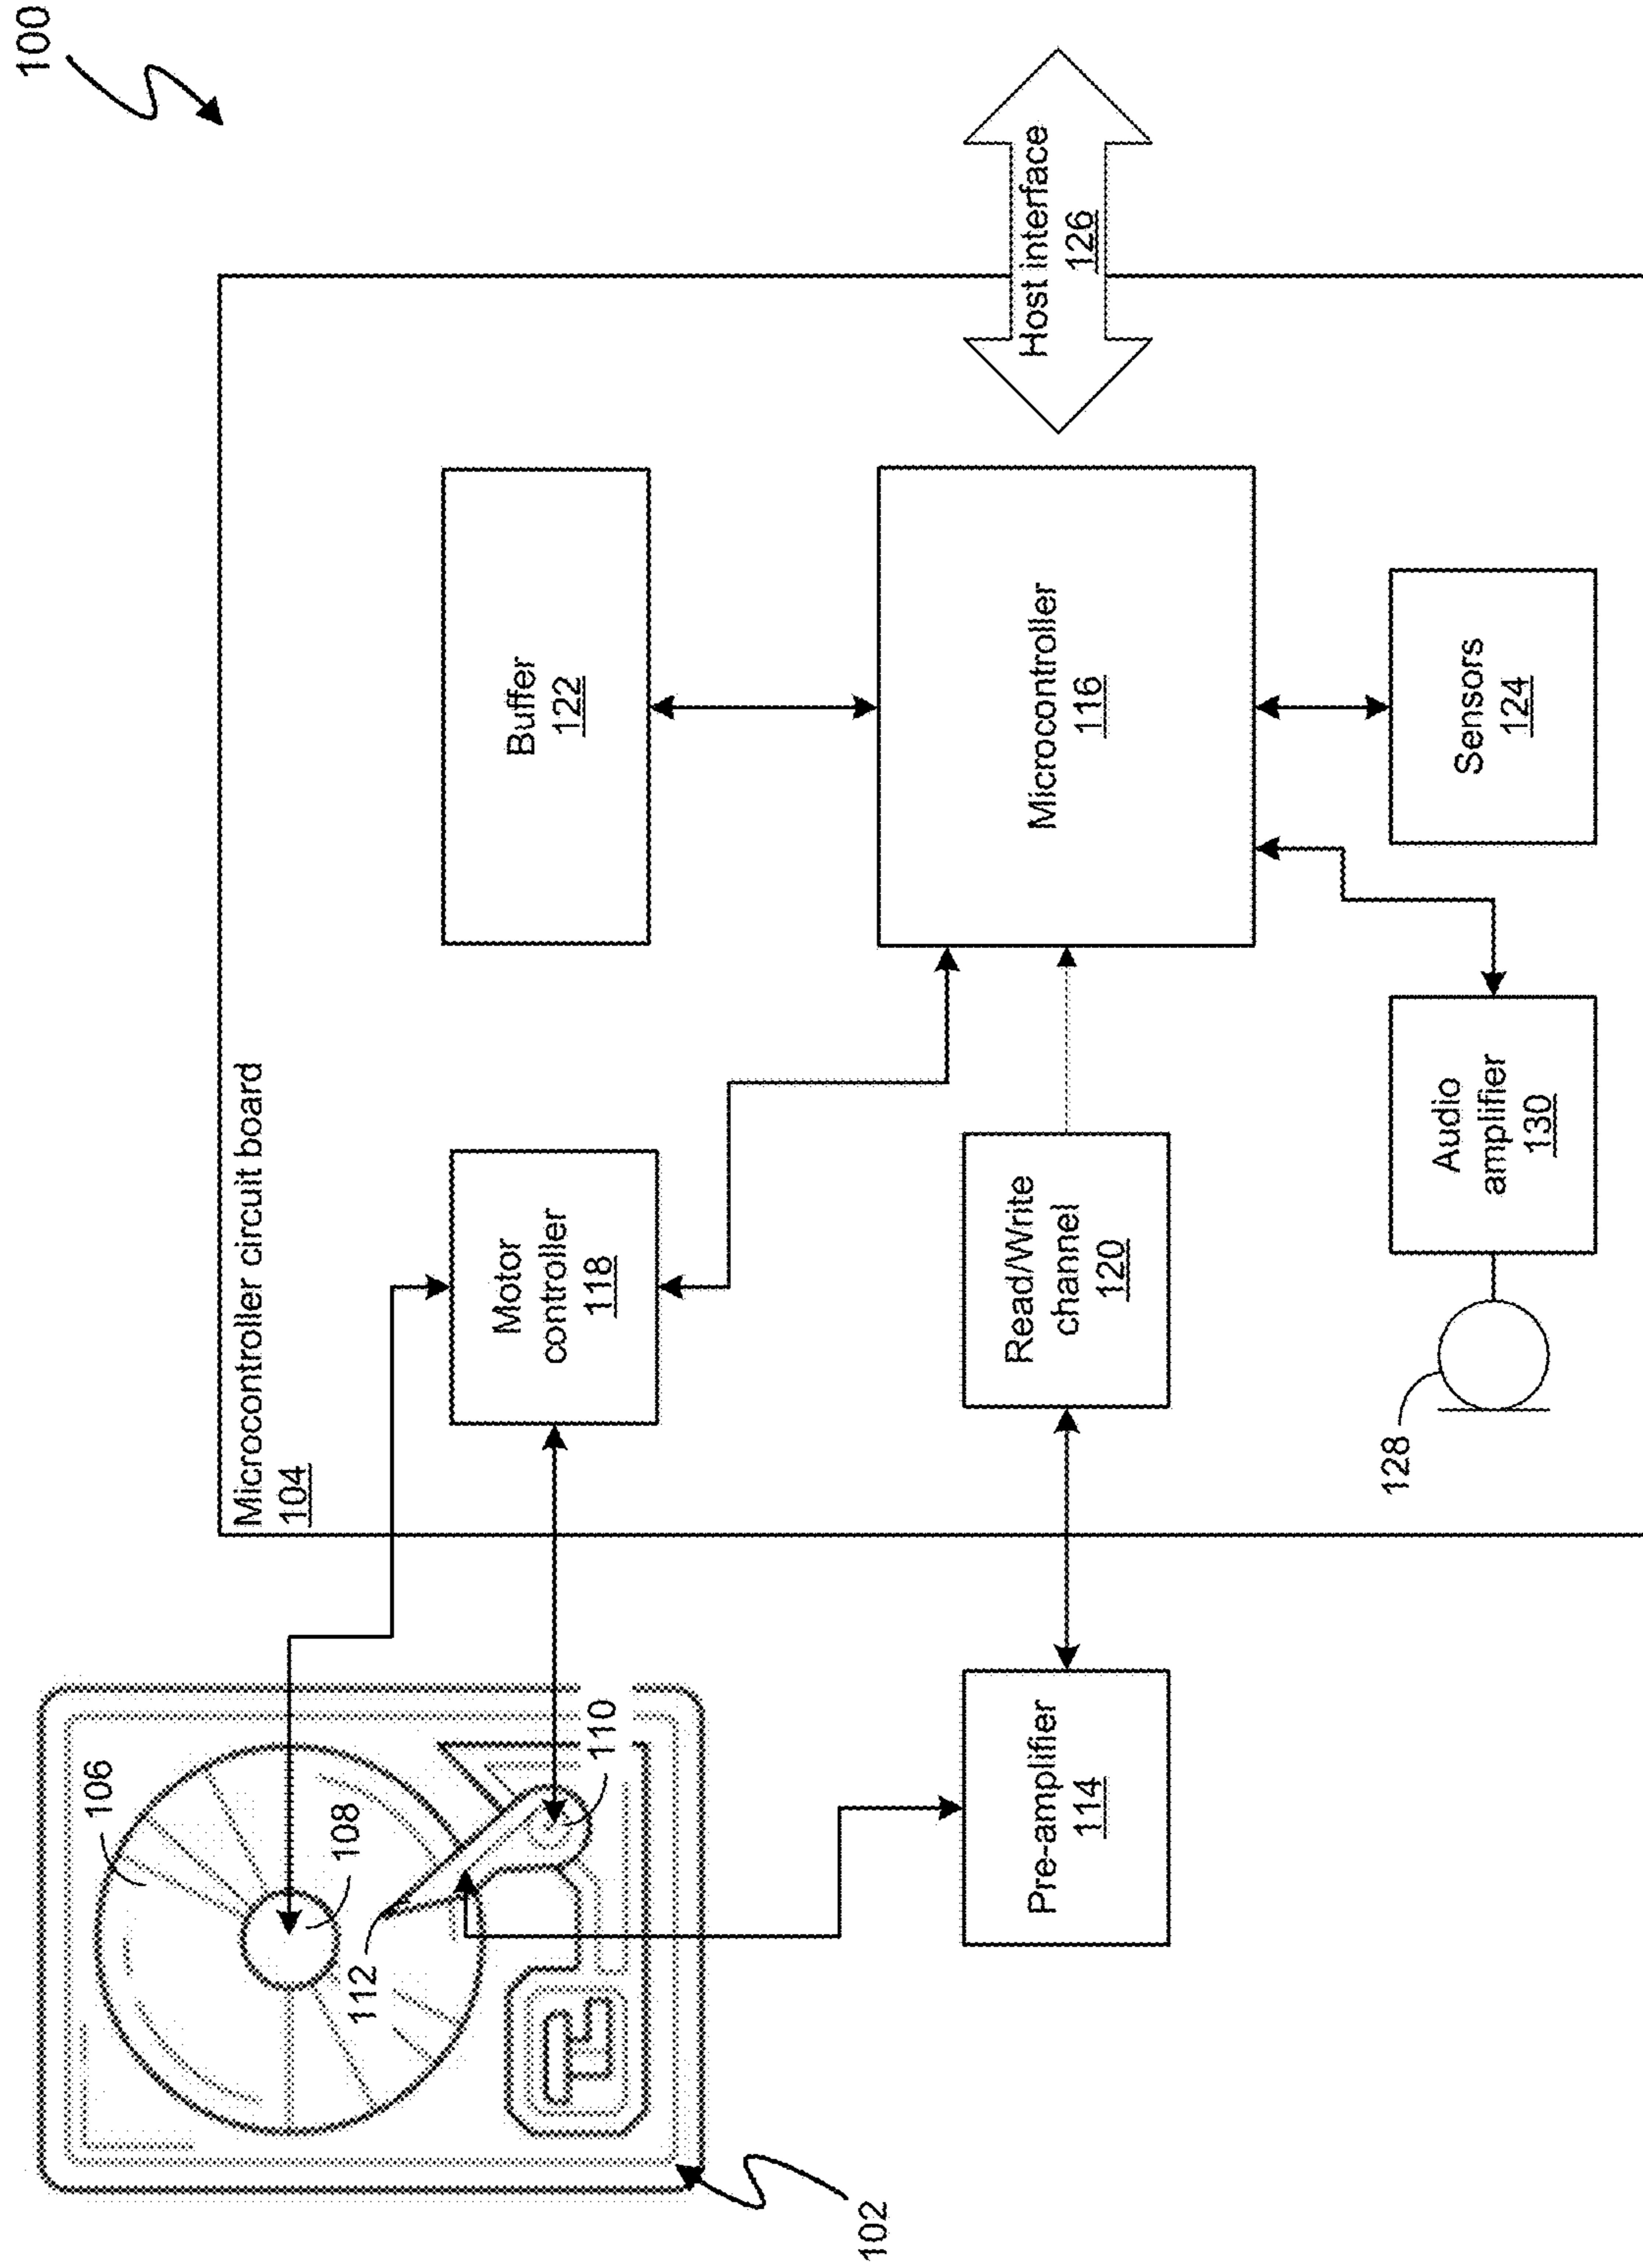 100
Microcontroller circuit board
104
106
108
112
110
102
Motor
controller
118
Buffer
122
Pre-amplifier
114
Read/Write
channel
120
Microcontroller
116
Host interface
126
128
Audio
amplifier
130
Sensors
124